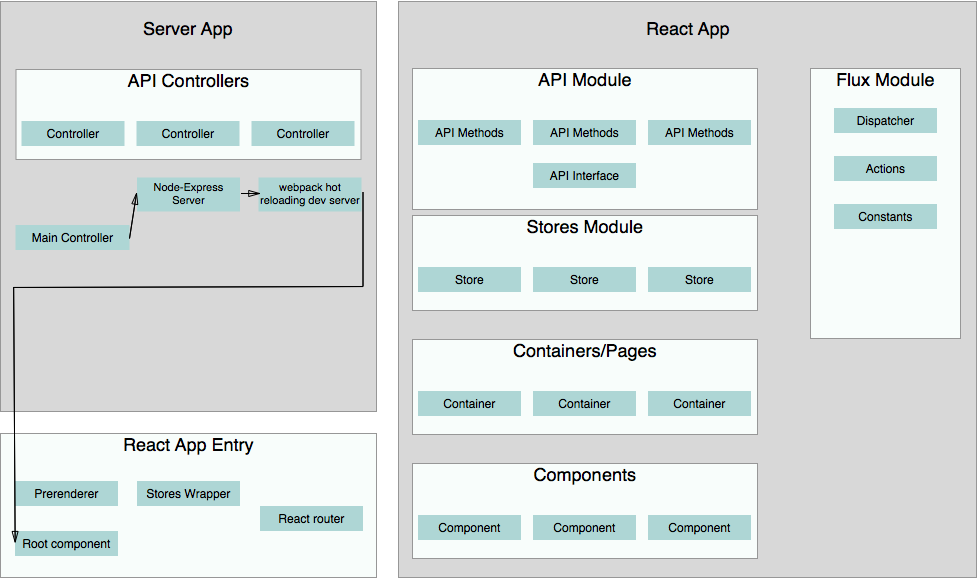 Server App
API Controllers
Controller
Controller
Controller
Node-Express
Server
webpack hot
reloading dev server
Main Controller
React App Entry
Prerenderer
Stores Wrapper
React router
Root component
React App
API Module
API Methods
API Methods
API Methods
API Interface
Stores Module
Store
Store
Store
Containers/Pages
Container
Container
Container
Components
Component
Component
Component
Flux Module
Dispatcher
Actions
Constants